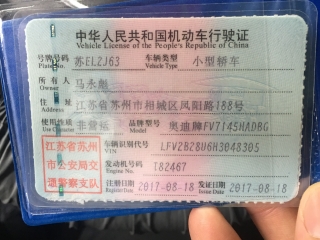 中华人民共和国机动车行驶证
Vehicle License of the People's Republic of China
号牌号码 苏ELZJ63 车辆类型 小型轿车
Plate No. Vehicle Type
所有人 马永彪
Owner
住址 江苏省苏州市相城区凤阳路188号
Address
使用性质 非营运 品牌型号 奥迪牌FV7145HADBG
Use Character Model
江苏省苏州
市公安局交
通警察支队
车辆识别代号 LFV2B28U6H3048305
VIN
发动机号码 T82467
Engine No.
注册日期 2017-08-18 发证日期 2017-08-18
Register Date Issue Date